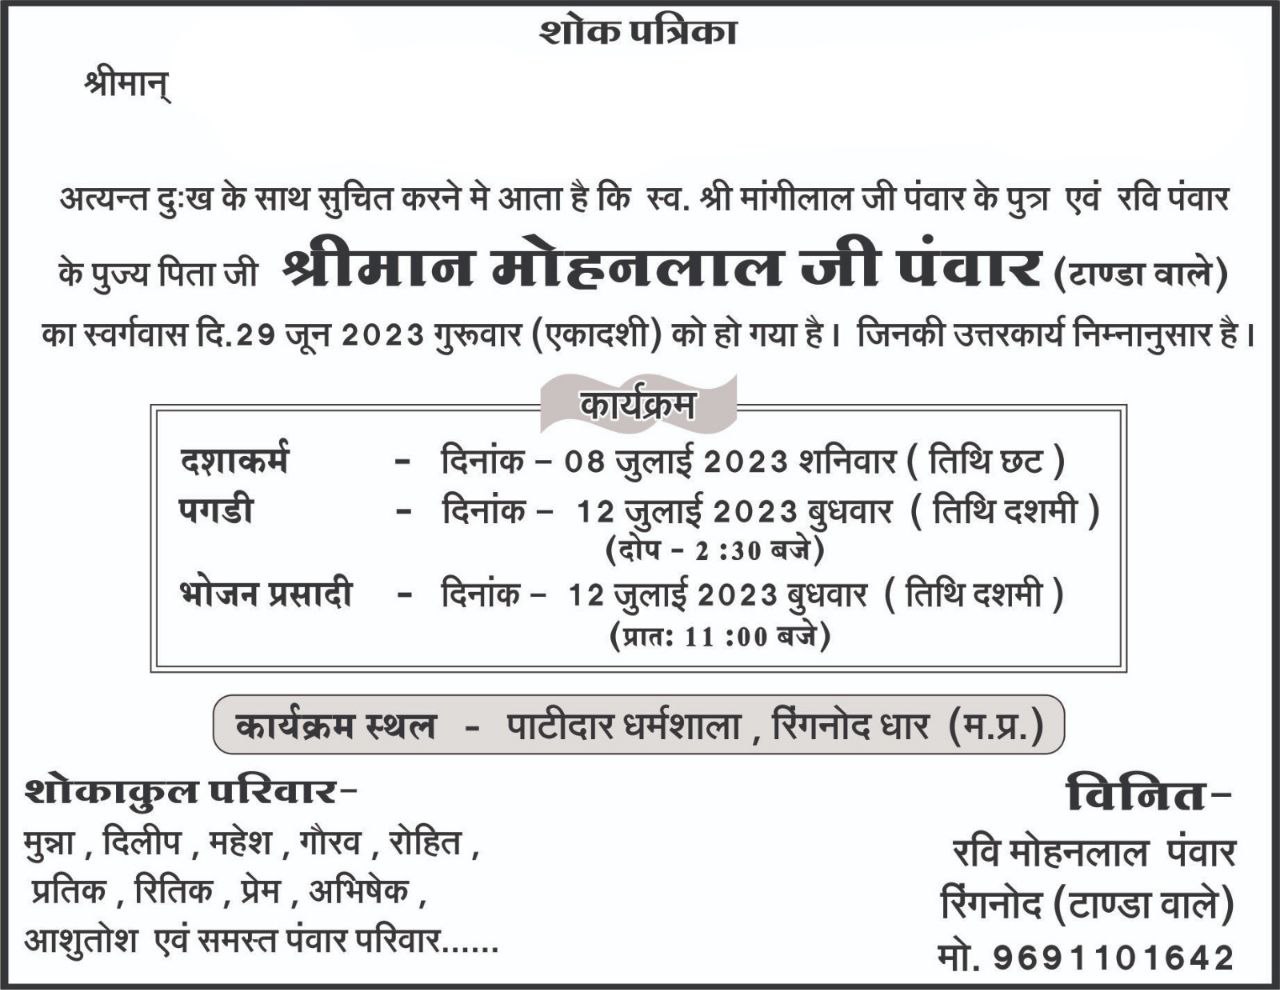 शोक पत्रिका
श्रीमान्
अत्यन्त दुःख के साथ सुचित करने मे आता है कि स्व. श्री मांगीलाल जी पंवार के पुत्र एवं रवि पंवार
के पुज्य पिता जी श्रीमान मोहनलाल जी पंवार (टाण्डा वाले)
का स्वर्गवास दि.29 जून 2023 गुरूवार (एकादशी) को हो गया है। जिनकी उत्तरकार्य निम्नानुसार है।
कार्यक्रम
दशाकर्म - दिनांक – 08 जुलाई 2023 शनिवार ( तिथि छट )
पगडी - दिनांक – 12 जुलाई 2023 बुधवार ( तिथि दशमी )
(दोप - 2 :30 बजे)
भोजन प्रसादी - दिनांक – 12 जुलाई 2023 बुधवार ( तिथि दशमी )
(प्रात: 11 :00 बजे)
कार्यक्रम स्थल - पाटीदार धर्मशाला , रिंगनोद धार (म.प्र.)
शोकाकुल परिवार-
मुन्ना , दिलीप , महेश , गौरव , रोहित ,
प्रतिक , रितिक , प्रेम , अभिषेक ,
आशुतोश एवं समस्त पंवार परिवार......
विनित-
रवि मोहनलाल पंवार
रिंगनोद (टाण्डा वाले)
मो. 9691101642